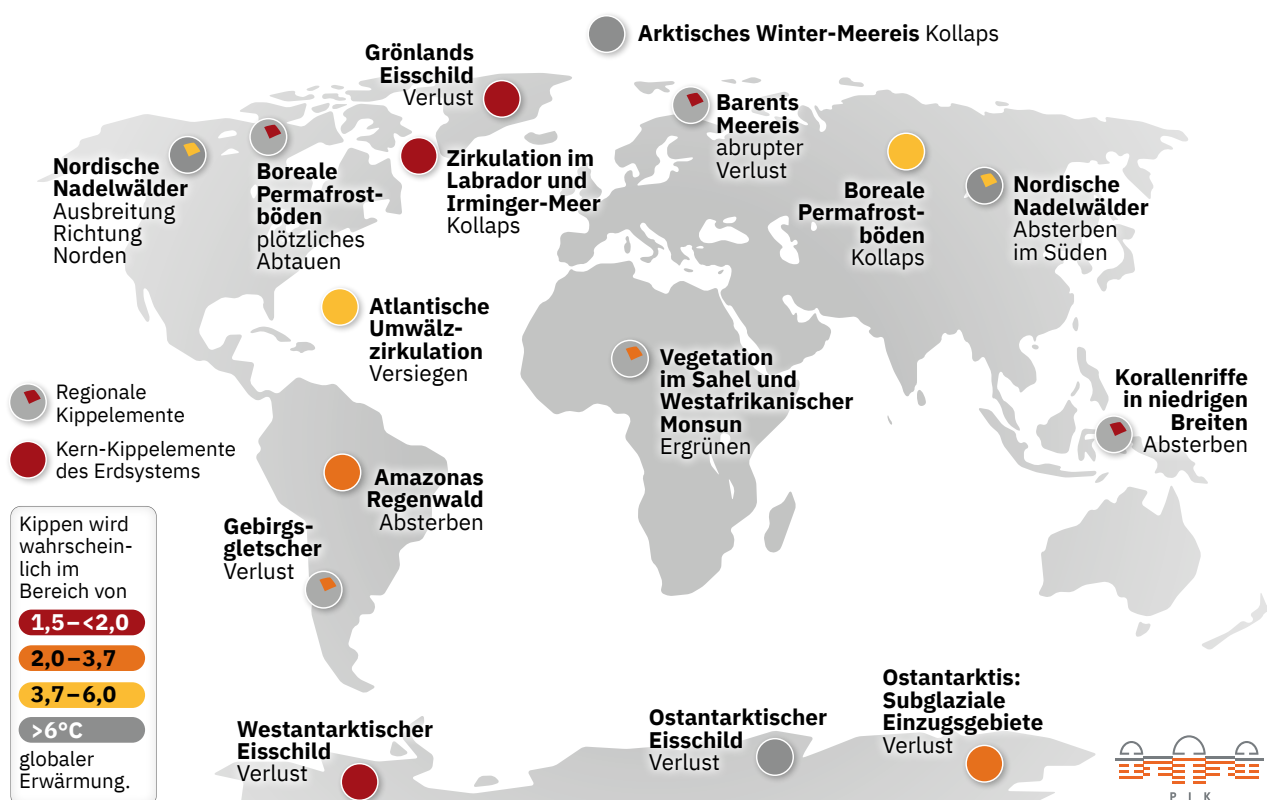 Arktisches Winter-Meereis Kollaps
Grönlands
Eisschild
Verlust
Barents
Meereis
abrupter
Verlust
Nordische
Nadelwälder
Ausbreitung
Richtung
Norden
Boreale
Permafrost-
böden
plötzliches
Abtauen
Zirkulation im
Labrador und
Irminger-Meer
Kollaps
Boreale
Permafrost-
böden
Kollaps
Nordische
Nadelwälder
Absterben
im Süden
Atlantische
Umwälz-
zirkulation
Versiegen
Vegetation
im Sahel und
Westafrikanischer
Monsun
Ergrünen
Korallenriffe
in niedrigen
Breiten
Absterben
Regionale
Kippelemente
Kern-Kippelemente
des Erdsystems
Amazonas
Regenwald
Absterben
Gebirgs-
gletscher
Verlust
Kippen wird
wahrschein-
lich im
Bereich von
1,5–<2,0
2,0–3,7
3,7–6,0
>6°C
globaler
Erwärmung.
Westantarktischer
Eisschild
Verlust
Ostantarktischer
Eisschild
Verlust
Ostantarktis:
Subglaziale
Einzugsgebiete
Verlust
PIK